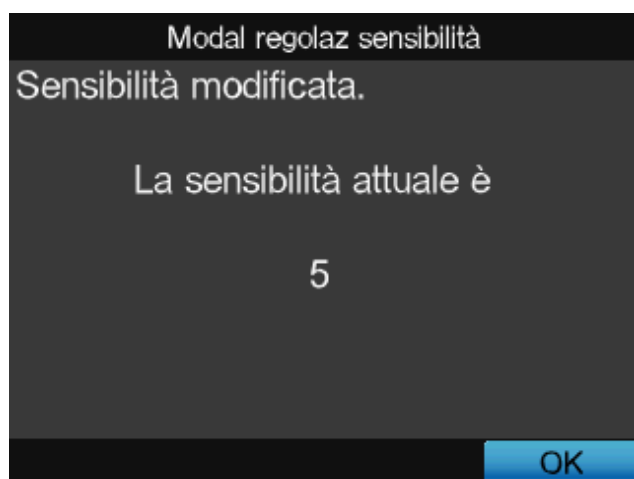 Modal regolaz sensibilità
Sensibilità modificata.
La sensibilità attuale è
5
OK